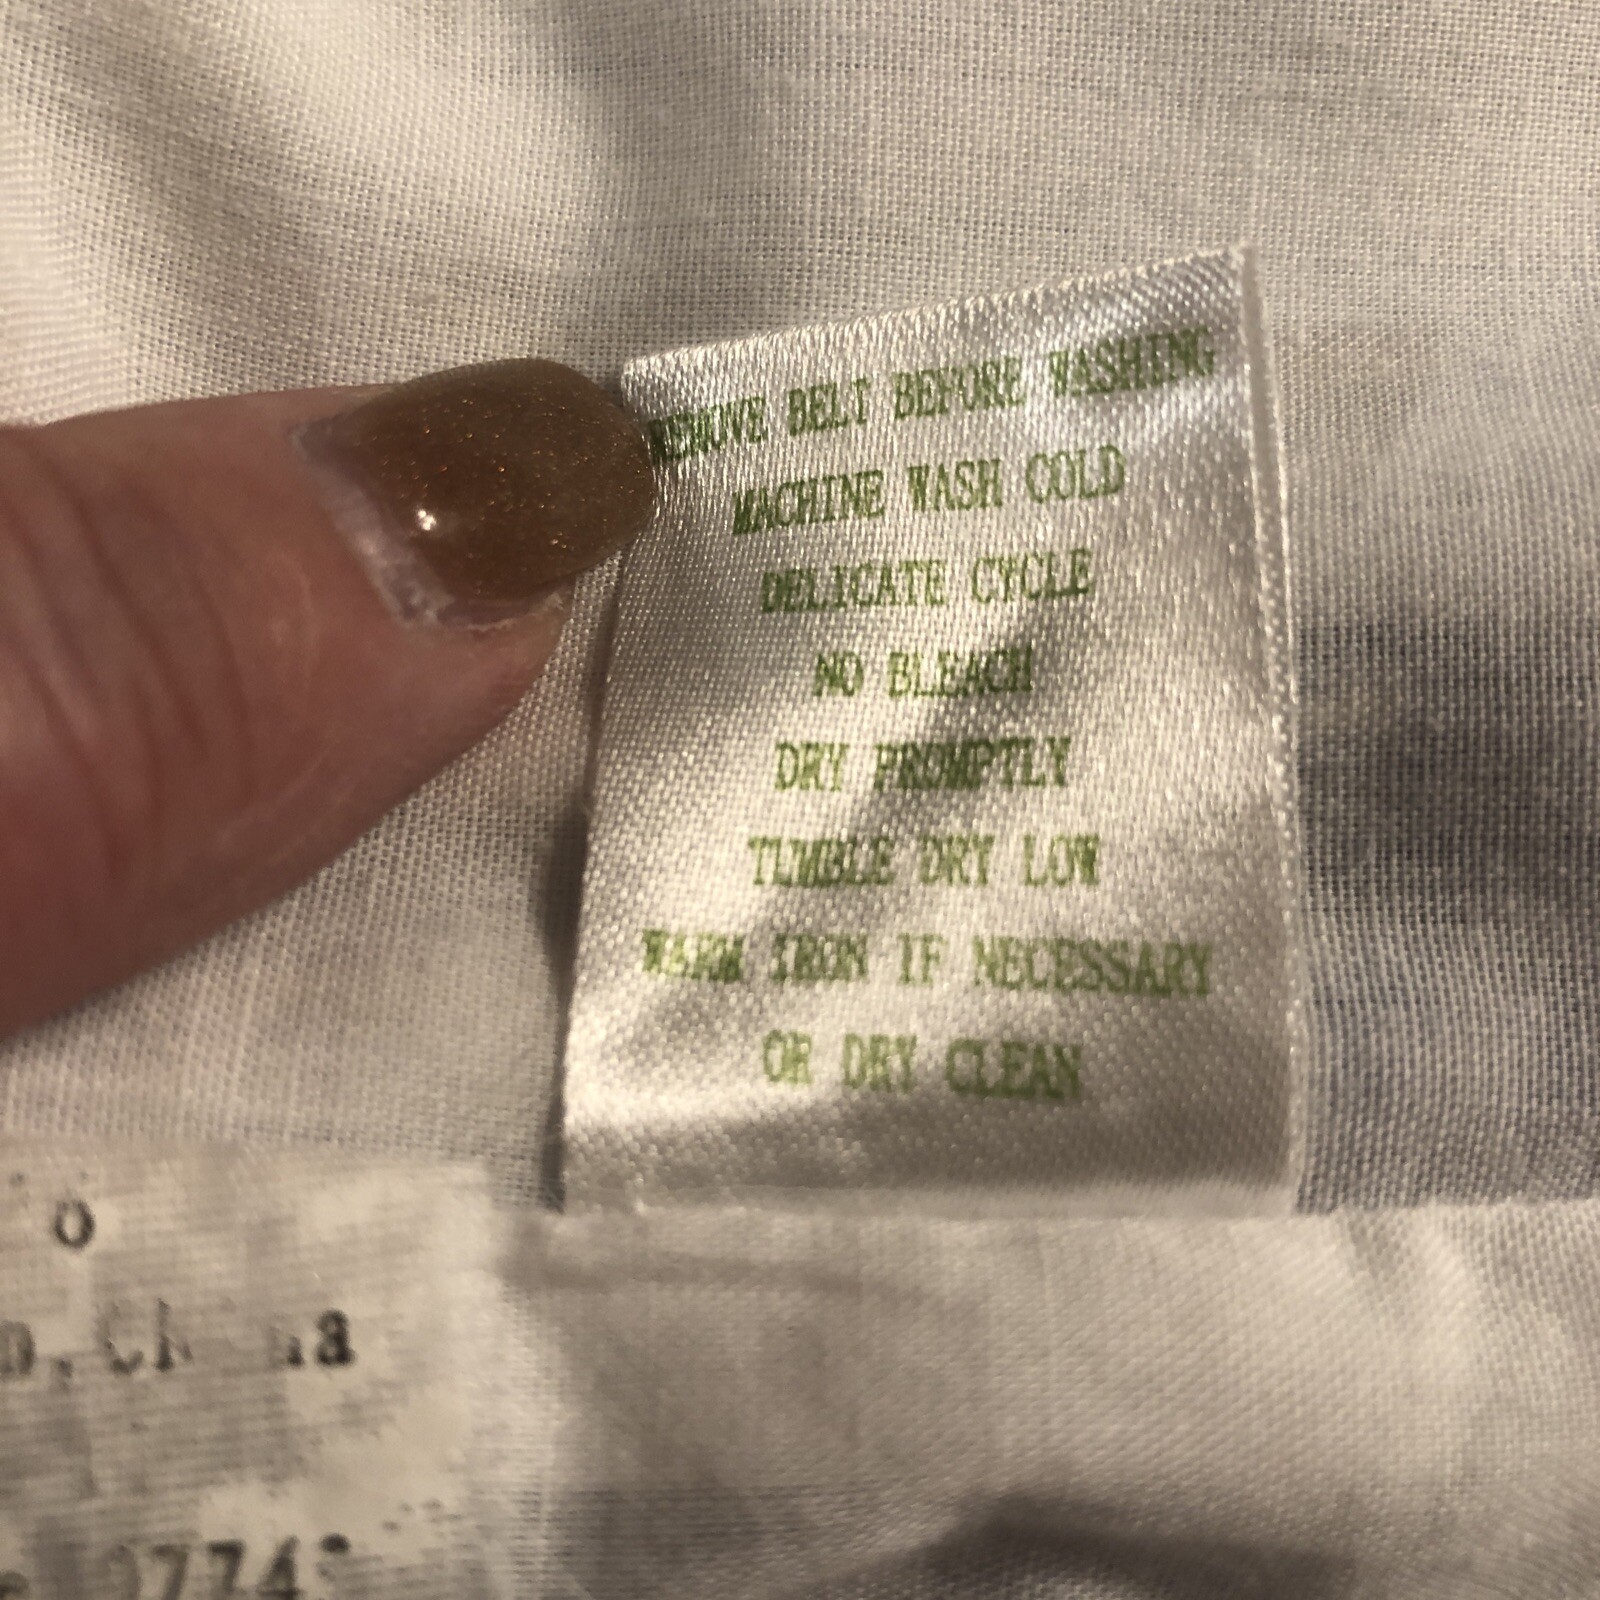 REMOVE BELT BEFORE WASHING
MACHINE WASH COLD
DELICATE CYCLE
NO BLEACH
DRY PROMPTLY
TUMBLE DRY LOW
WARM IRON IF NECESSARY
OR DRY CLEAN
o